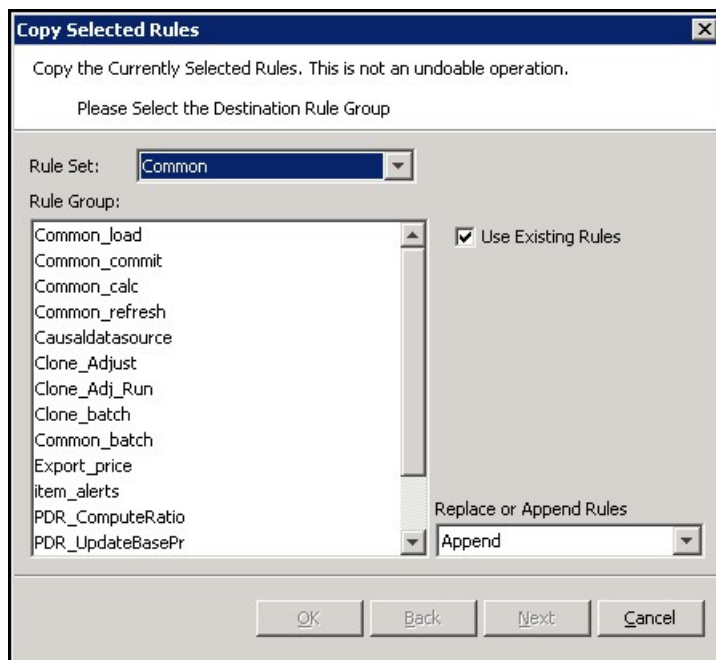 Copy Selected Rules
Copy the Currently Selected Rules. This is not an undoable operation.
Please Select the Destination Rule Group
Rule Set: Common
Rule Group:
Common_load
Common_commit
Common_calc
Common_refresh
Causaldatasource
Clone_Adjust
Clone_Adj_Run
Clone_batch
Common_batch
Export_price
item_alerts
PDR_ComputeRatio
PDR_UpdateBasePr
Use Existing Rules
Replace or Append Rules
Append
OK Back Next Cancel